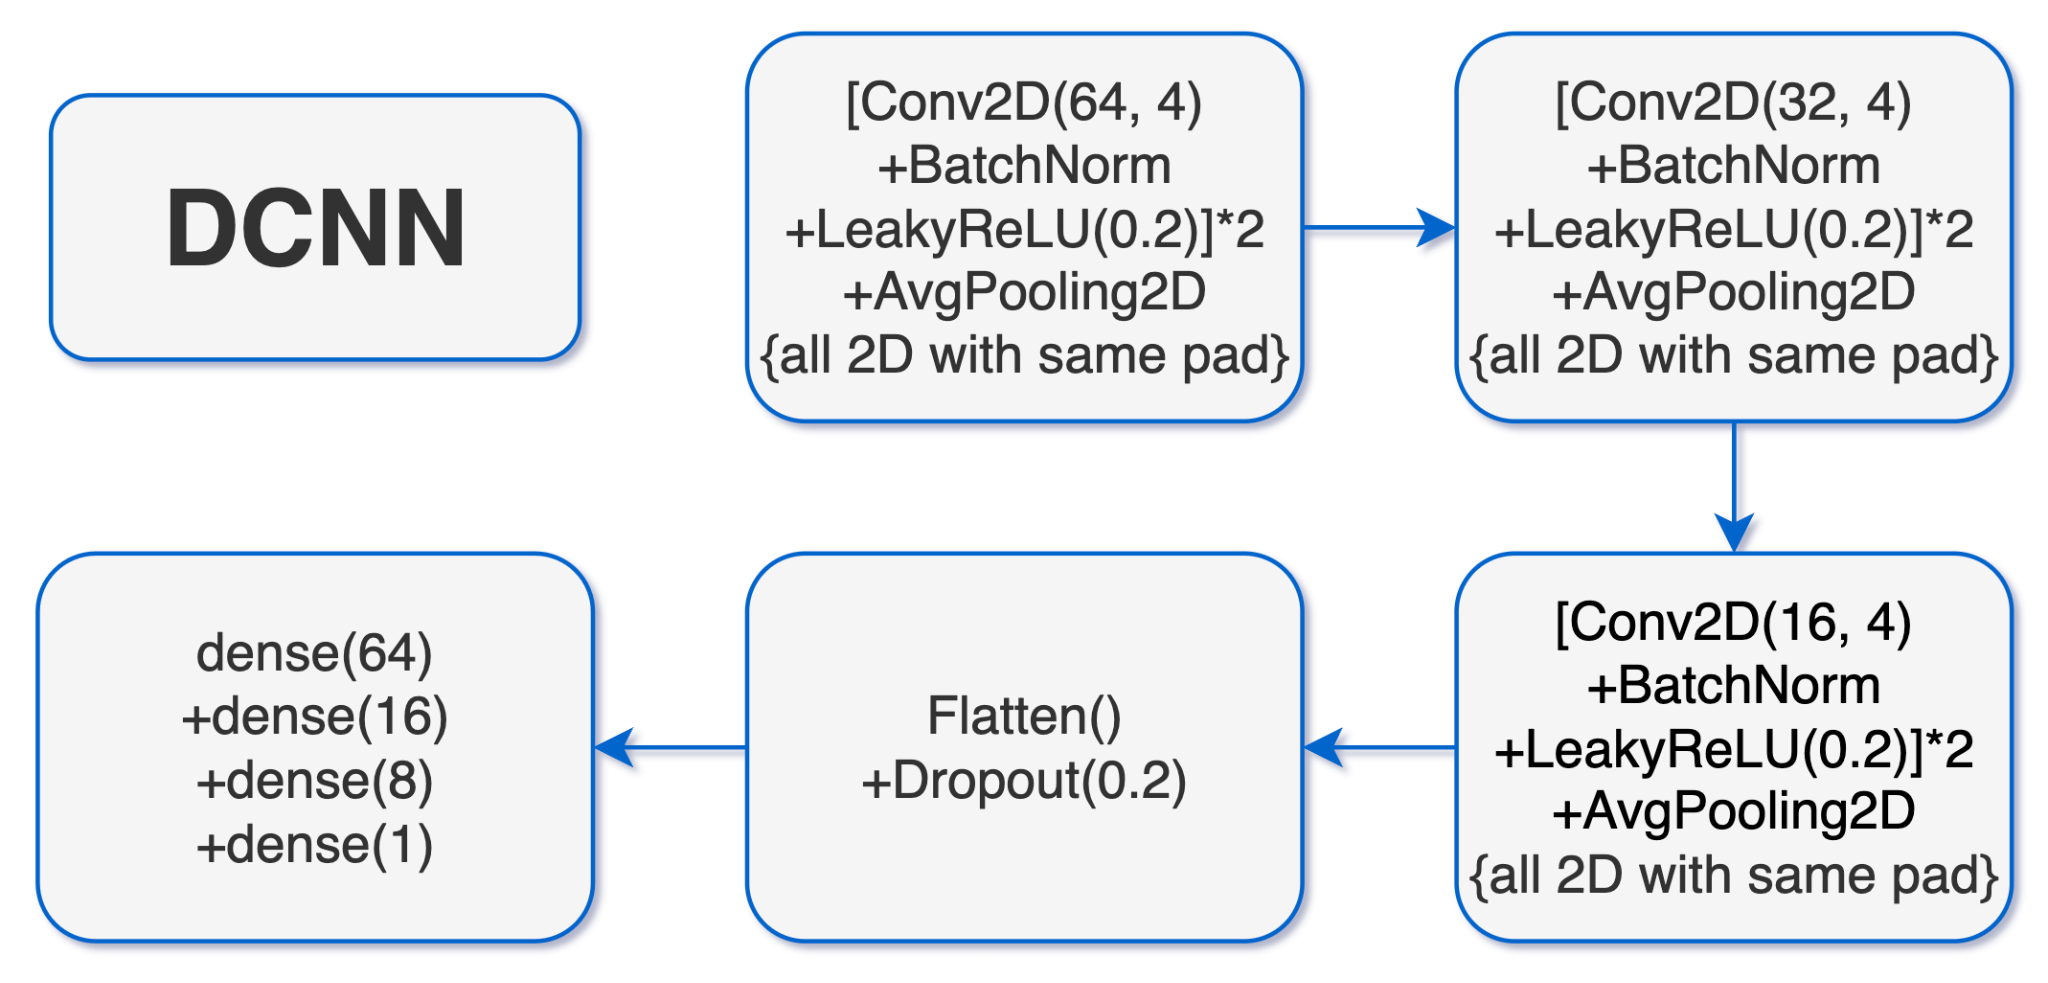 DCNN
[Conv2D(64, 4)
+BatchNorm
+LeakyReLU(0.2)]*2
+AvgPooling2D
{all 2D with same pad}
[Conv2D(32, 4)
+BatchNorm
+LeakyReLU(0.2)]*2
+AvgPooling2D
{all 2D with same pad}
[Conv2D(16, 4)
+BatchNorm
+LeakyReLU(0.2)]*2
+AvgPooling2D
{all 2D with same pad}
Flatten()
+Dropout(0.2)
dense(64)
+dense(16)
+dense(8)
+dense(1)